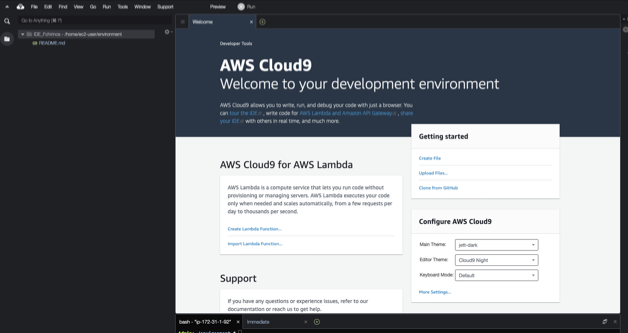 File Edit Find View Go Run Tools Window Support Preview Run
Go to Anything (⌘ P)
Welcome
/home/ec2-user/environment
README.md
Developer Tools
AWS Cloud9
Welcome to your development environment
AWS Cloud9 allows you to write, run, and debug your code with just a browser. You
can tour the IDE, write code for AWS Lambda and Amazon API Gateway, share
your IDE with others in real time, and much more.
Getting started
Create File
Upload Files...
Clone from GitHub
AWS Cloud9 for AWS Lambda
AWS Lambda is a compute service that lets you run code without
provisioning or managing servers. AWS Lambda executes your code
only when needed and scales automatically, from a few requests per
day to thousands per second.
Create Lambda Function...
Import Lambda Function...
Configure AWS Cloud9
Main Theme: jett-dark
Editor Theme: Cloud9 Night
Keyboard Mode: Default
More Settings...
Support
If you have any questions or experience issues, refer to our
documentation or reach us to get help.
bash - "ip-172-31-1-92"
Immediate